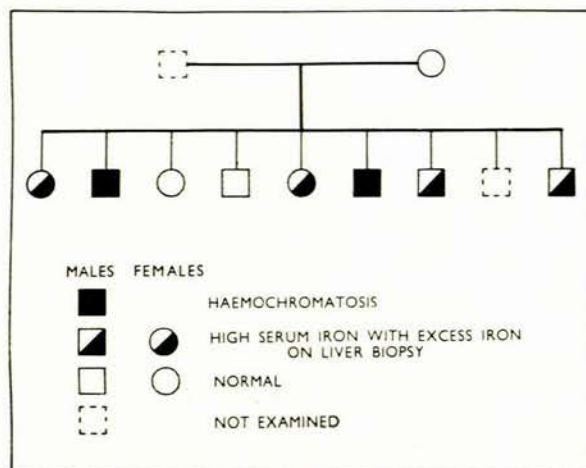 MALES FEMALES
HAEMOCHROMATOSIS
HIGH SERUM IRON WITH EXCESS IRON
ON LIVER BIOPSY
NORMAL
NOT EXAMINED